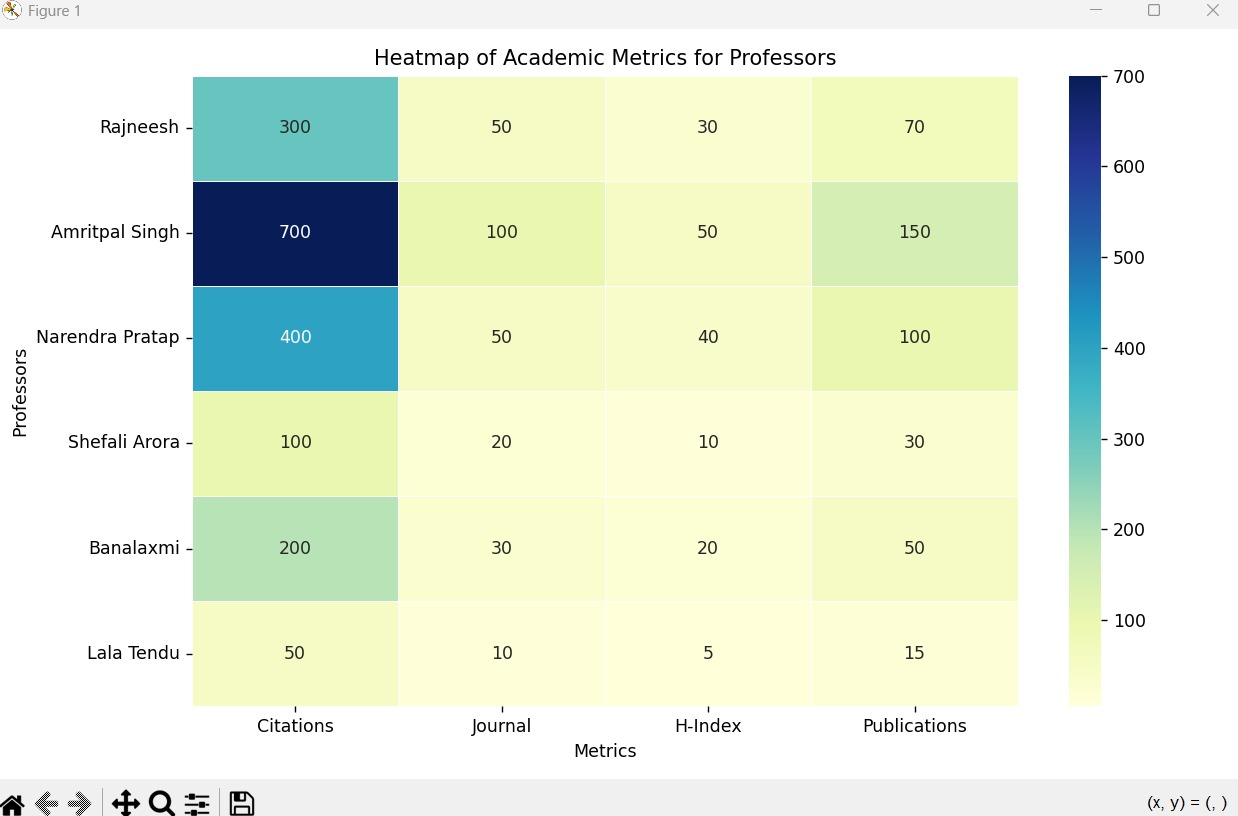 Figure 1
Heatmap of Academic Metrics for Professors
Rajneesh 300 50 30 70
Amritpal Singh 700 100 50 150
Narendra Pratap 400 50 40 100
Shefali Arora 100 20 10 30
Banalaxmi 200 30 20 50
Lala Tendu 50 10 5 15
Professors
Citations Journal H-Index Publications
Metrics
700
600
500
400
300
200
100
(x, y) = (, )